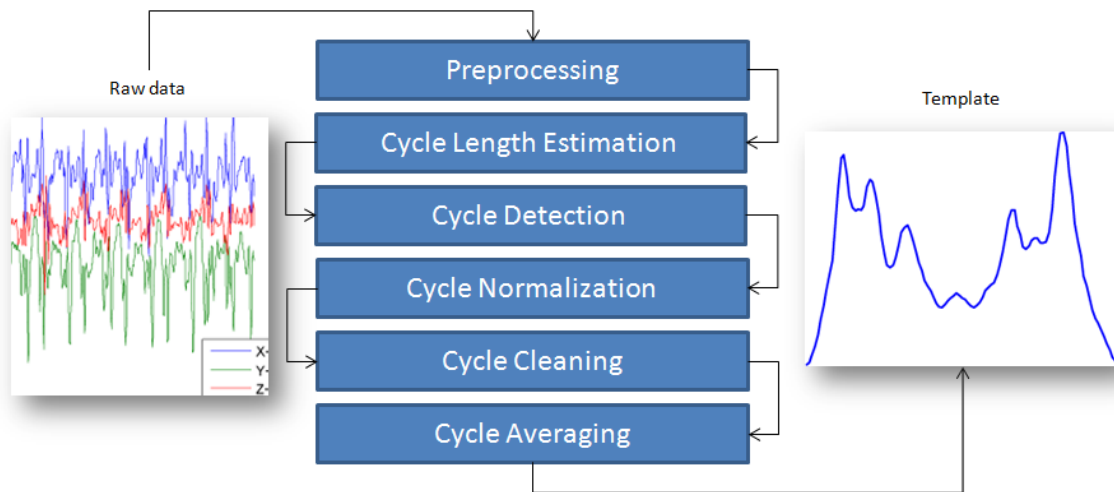 Raw data
X-
Y-
Z-
Preprocessing
Cycle Length Estimation
Cycle Detection
Cycle Normalization
Cycle Cleaning
Cycle Averaging
Template